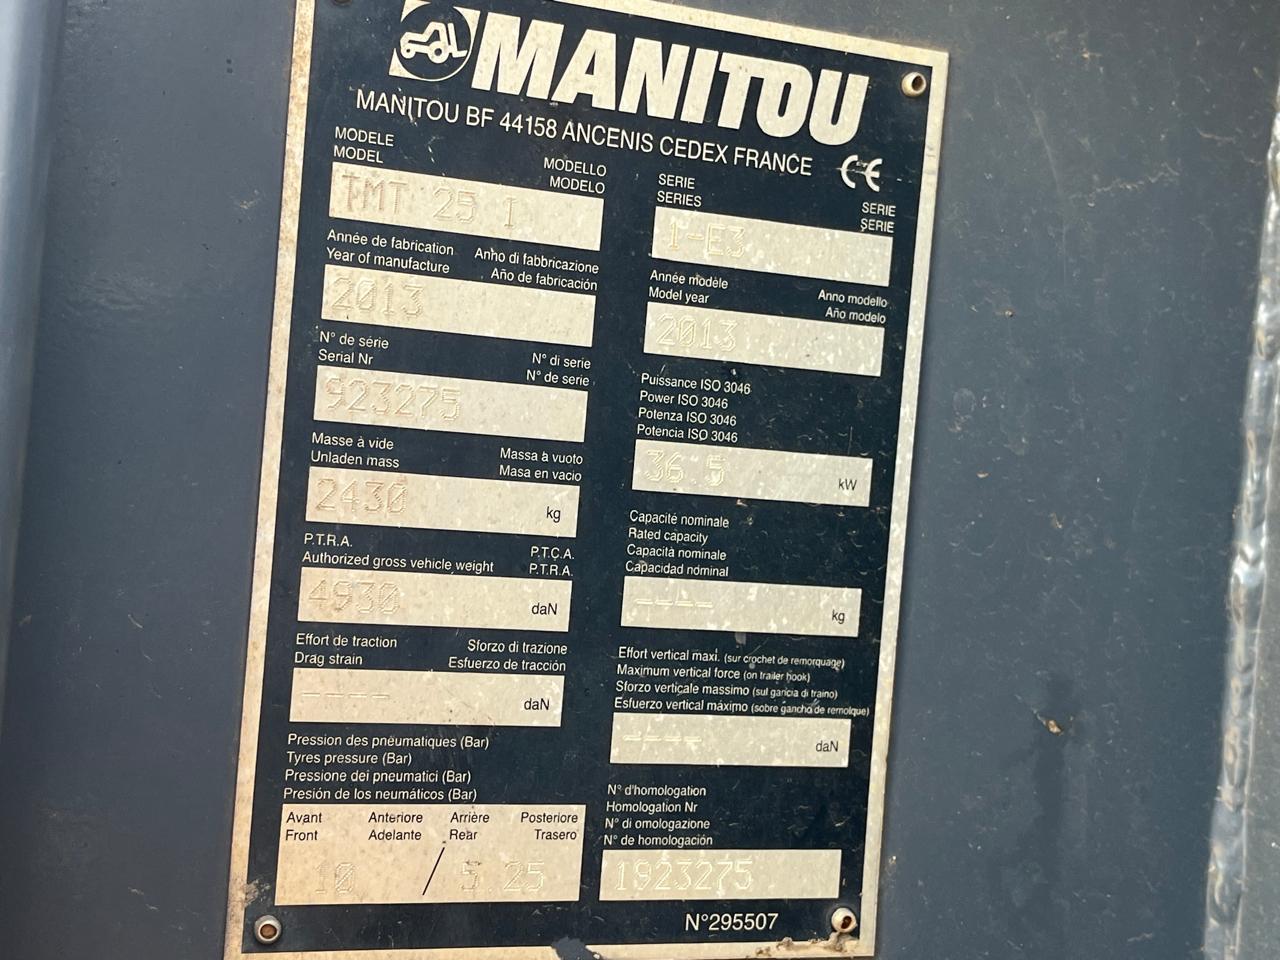 MANITOU
MANITOU BF 44158 ANCENIS CEDEX FRANCE CE
MODELE
MODEL
MODELLO
MODELO
TMT 25 I
SERIE
SERIES
SERIE
SERIE
1-E3
Année de fabrication
Year of manufacture
Anho di fabbricazione
Año de fabricación
2013
Année modèle
Model year
Anno modello
Año modelo
2013
N° de série
Serial Nr
N° di serie
N° de serie
923275
Puissance ISO 3046
Power ISO 3046
Potenza ISO 3046
Potencia ISO 3046
36.5 kW
Masse à vide
Unladen mass
Massa à vuoto
Masa en vacio
2430 kg
Capacité nominale
Rated capacity
Capacità nominale
Capacidad nominal
---- kg
P.T.R.A.
Authorized gross vehicle weight
P.T.C.A.
P.T.R.A.
4930 daN
Effort de traction
Drag strain
Sforzo di trazione
Esfuerzo de tracción
---- daN
Effort vertical maxi. (sur crochet de remorquage)
Maximum vertical force (on trailer hook)
Sforzo verticale massimo (sul gancia di traino)
Esfuerzo vertical máximo (sobre gancho de remolque)
---- daN
Pression des pneumatiques (Bar)
Tyres pressure (Bar)
Pressione dei pneumatici (Bar)
Presión de los neumáticos (Bar)
Avant Anteriore Arrière Posteriore
Front Adelante Rear Trasero
10 / 5.25
N° d'homologation
Homologation Nr
N° di omologazione
N° de homologación
1923275
N°295507